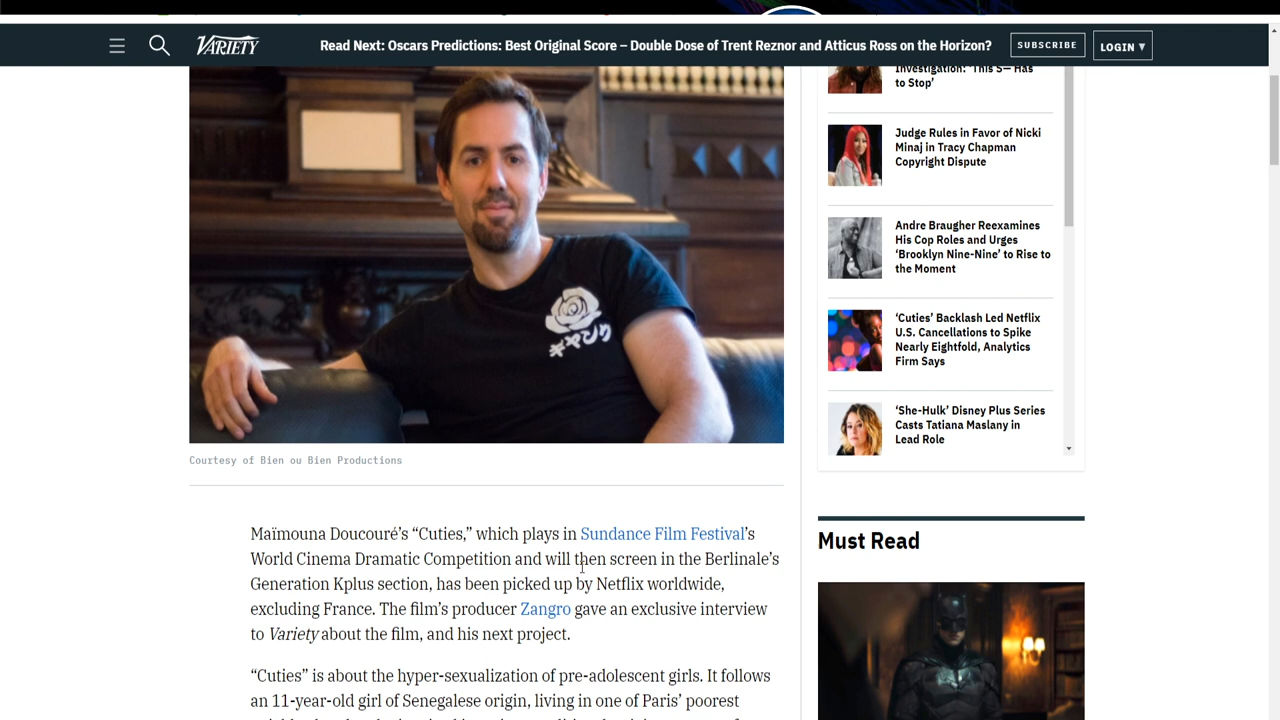 VARIETY
Read Next: Oscars Predictions: Best Original Score – Double Dose of Trent Reznor and Atticus Ross on the Horizon?
SUBSCRIBE
LOGIN ▼
キャンり
Courtesy of Bien ou Bien Productions
Maïmouna Doucouré’s “Cuties,” which plays in Sundance Film Festival’s
World Cinema Dramatic Competition and will then screen in the Berlinale’s
Generation Kplus section, has been picked up by Netflix worldwide,
excluding France. The film’s producer Zangro gave an exclusive interview
to Variety about the film, and his next project.
“Cuties” is about the hyper-sexualization of pre-adolescent girls. It follows
an 11-year-old girl of Senegalese origin, living in one of Paris’ poorest
Investigation: ‘This S— Has
to Stop’
Judge Rules in Favor of Nicki
Minaj in Tracy Chapman
Copyright Dispute
Andre Braugher Reexamines
His Cop Roles and Urges
‘Brooklyn Nine-Nine’ to Rise to
the Moment
‘Cuties’ Backlash Led Netflix
U.S. Cancellations to Spike
Nearly Eightfold, Analytics
Firm Says
‘She-Hulk’ Disney Plus Series
Casts Tatiana Maslany in
Lead Role
Must Read